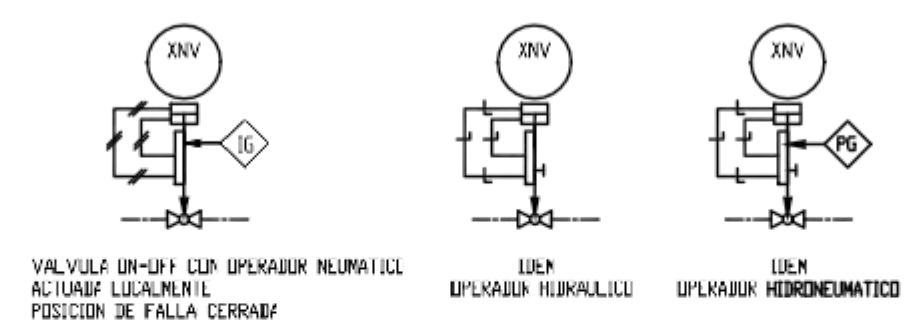 XNV
IG
VALVULA ON-OFF CON OPERADOR NEUMATICO
ACTUADA LOCALMENTE
POSICION DE FALLA CERRADA
XNV
IDEM
OPERADOR HIDRAULICO
XNV
PG
IDEM
OPERADOR HIDRONEUMATICO